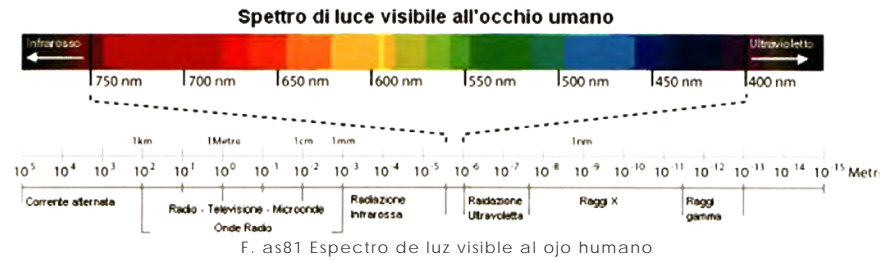 Spettro di luce visibile all'occhio umano
Infrarosso Ultravioletto
750 nm 700 nm 650 nm 600 nm 550 nm 500 nm 450 nm 400 nm
1km 1Metro 1cm 1mm 1nm
10⁵ 10⁴ 10³ 10² 10¹ 10⁰ 10⁻¹ 10⁻² 10⁻³ 10⁻⁴ 10⁻⁵ 10⁻⁶ 10⁻⁷ 10⁻⁸ 10⁻⁹ 10⁻¹⁰ 10⁻¹¹ 10⁻¹² 10⁻¹³ 10⁻¹⁴ 10⁻¹⁵ Metr
Corrente alternata Radio - Televisione - Microonde Radiazione Raidazione Raggi X Raggi
Onde Radio Infrarossa Ultravoletta gamma
F. as81 Espectro de luz visible al ojo humano